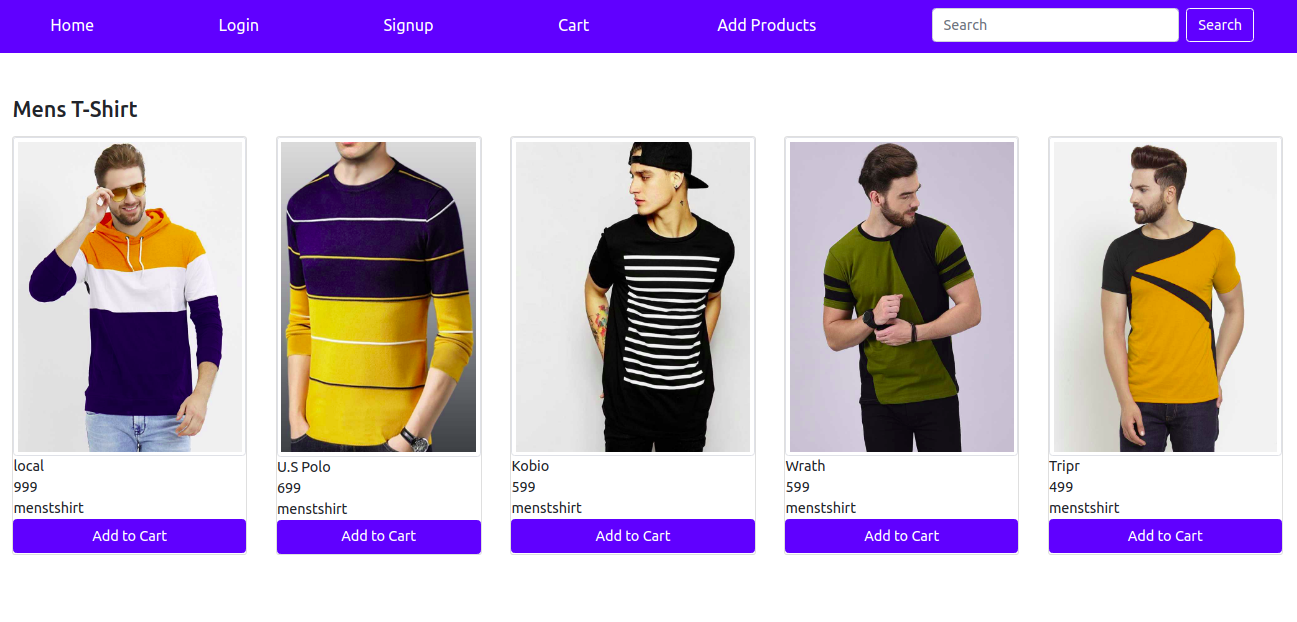 Home Login Signup Cart Add Products Search Search
Mens T-Shirt
local
999
menstshirt
Add to Cart
U.S Polo
699
menstshirt
Add to Cart
Kobio
599
menstshirt
Add to Cart
Wrath
599
menstshirt
Add to Cart
Tripr
499
menstshirt
Add to Cart